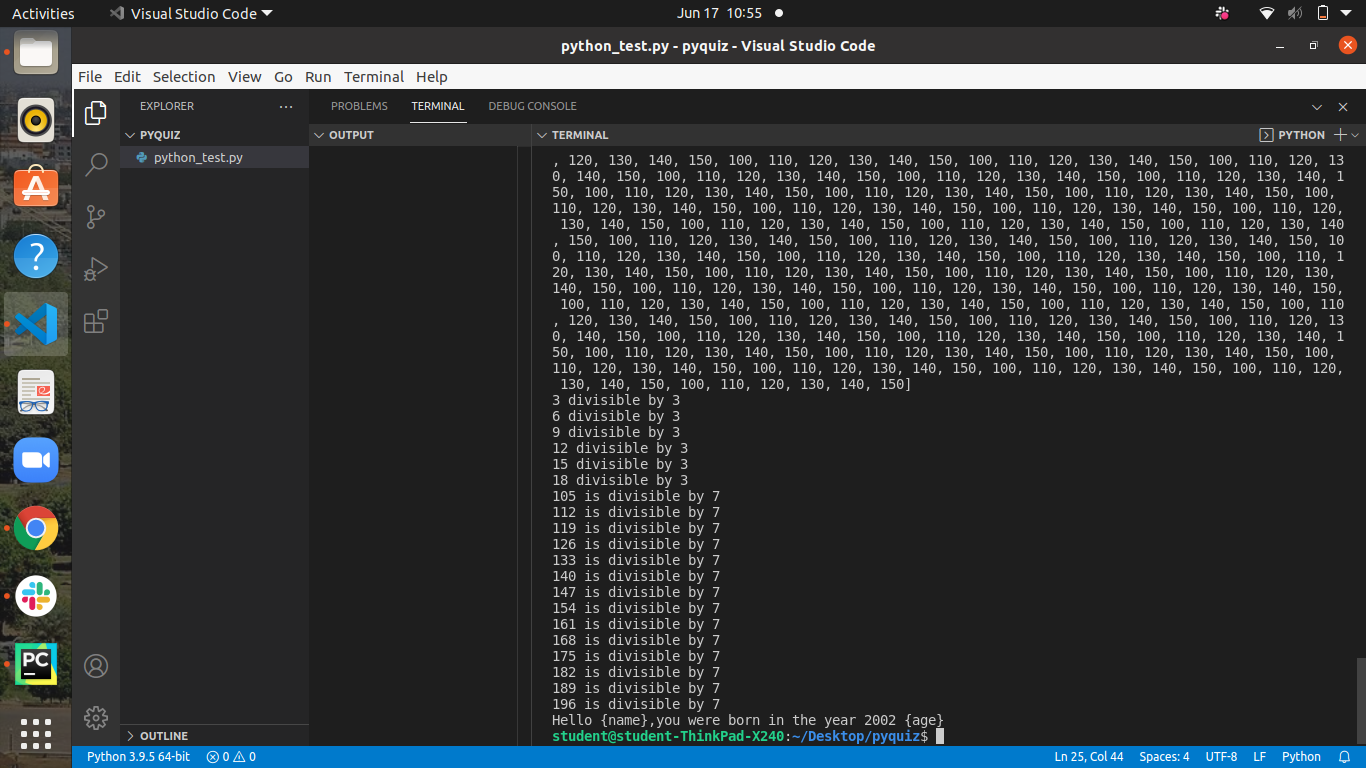 Activities Visual Studio Code Jun 17 10:55
python_test.py - pyquiz - Visual Studio Code
File Edit Selection View Go Run Terminal Help
EXPLORER ··· PROBLEMS TERMINAL DEBUG CONSOLE
PYQUIZ OUTPUT TERMINAL PYTHON
python_test.py
, 120, 130, 140, 150, 100, 110, 120, 130, 140, 150, 100, 110, 120, 130, 140, 150, 100, 110, 120, 13
0, 140, 150, 100, 110, 120, 130, 140, 150, 100, 110, 120, 130, 140, 150, 100, 110, 120, 130, 140, 1
50, 100, 110, 120, 130, 140, 150, 100, 110, 120, 130, 140, 150, 100, 110, 120, 130, 140, 150, 100,
110, 120, 130, 140, 150, 100, 110, 120, 130, 140, 150, 100, 110, 120, 130, 140, 150, 100, 110, 120,
130, 140, 150, 100, 110, 120, 130, 140, 150, 100, 110, 120, 130, 140, 150, 100, 110, 120, 130, 140
, 150, 100, 110, 120, 130, 140, 150, 100, 110, 120, 130, 140, 150, 100, 110, 120, 130, 140, 150, 10
0, 110, 120, 130, 140, 150, 100, 110, 120, 130, 140, 150, 100, 110, 120, 130, 140, 150, 100, 110, 1
20, 130, 140, 150, 100, 110, 120, 130, 140, 150, 100, 110, 120, 130, 140, 150, 100, 110, 120, 130,
140, 150, 100, 110, 120, 130, 140, 150, 100, 110, 120, 130, 140, 150, 100, 110, 120, 130, 140, 150,
100, 110, 120, 130, 140, 150, 100, 110, 120, 130, 140, 150, 100, 110, 120, 130, 140, 150, 100, 110
, 120, 130, 140, 150, 100, 110, 120, 130, 140, 150, 100, 110, 120, 130, 140, 150, 100, 110, 120, 13
0, 140, 150, 100, 110, 120, 130, 140, 150, 100, 110, 120, 130, 140, 150, 100, 110, 120, 130, 140, 1
50, 100, 110, 120, 130, 140, 150, 100, 110, 120, 130, 140, 150, 100, 110, 120, 130, 140, 150, 100,
110, 120, 130, 140, 150, 100, 110, 120, 130, 140, 150, 100, 110, 120, 130, 140, 150, 100, 110, 120,
130, 140, 150, 100, 110, 120, 130, 140, 150]
3 divisible by 3
6 divisible by 3
9 divisible by 3
12 divisible by 3
15 divisible by 3
18 divisible by 3
105 is divisible by 7
112 is divisible by 7
119 is divisible by 7
126 is divisible by 7
133 is divisible by 7
140 is divisible by 7
147 is divisible by 7
154 is divisible by 7
161 is divisible by 7
168 is divisible by 7
175 is divisible by 7
182 is divisible by 7
189 is divisible by 7
196 is divisible by 7
Hello {name},you were born in the year 2002 {age}
student@student-ThinkPad-X240:~/Desktop/pyquiz$
PC
OUTLINE
Python 3.9.5 64-bit 0 0 Ln 25, Col 44 Spaces: 4 UTF-8 LF Python